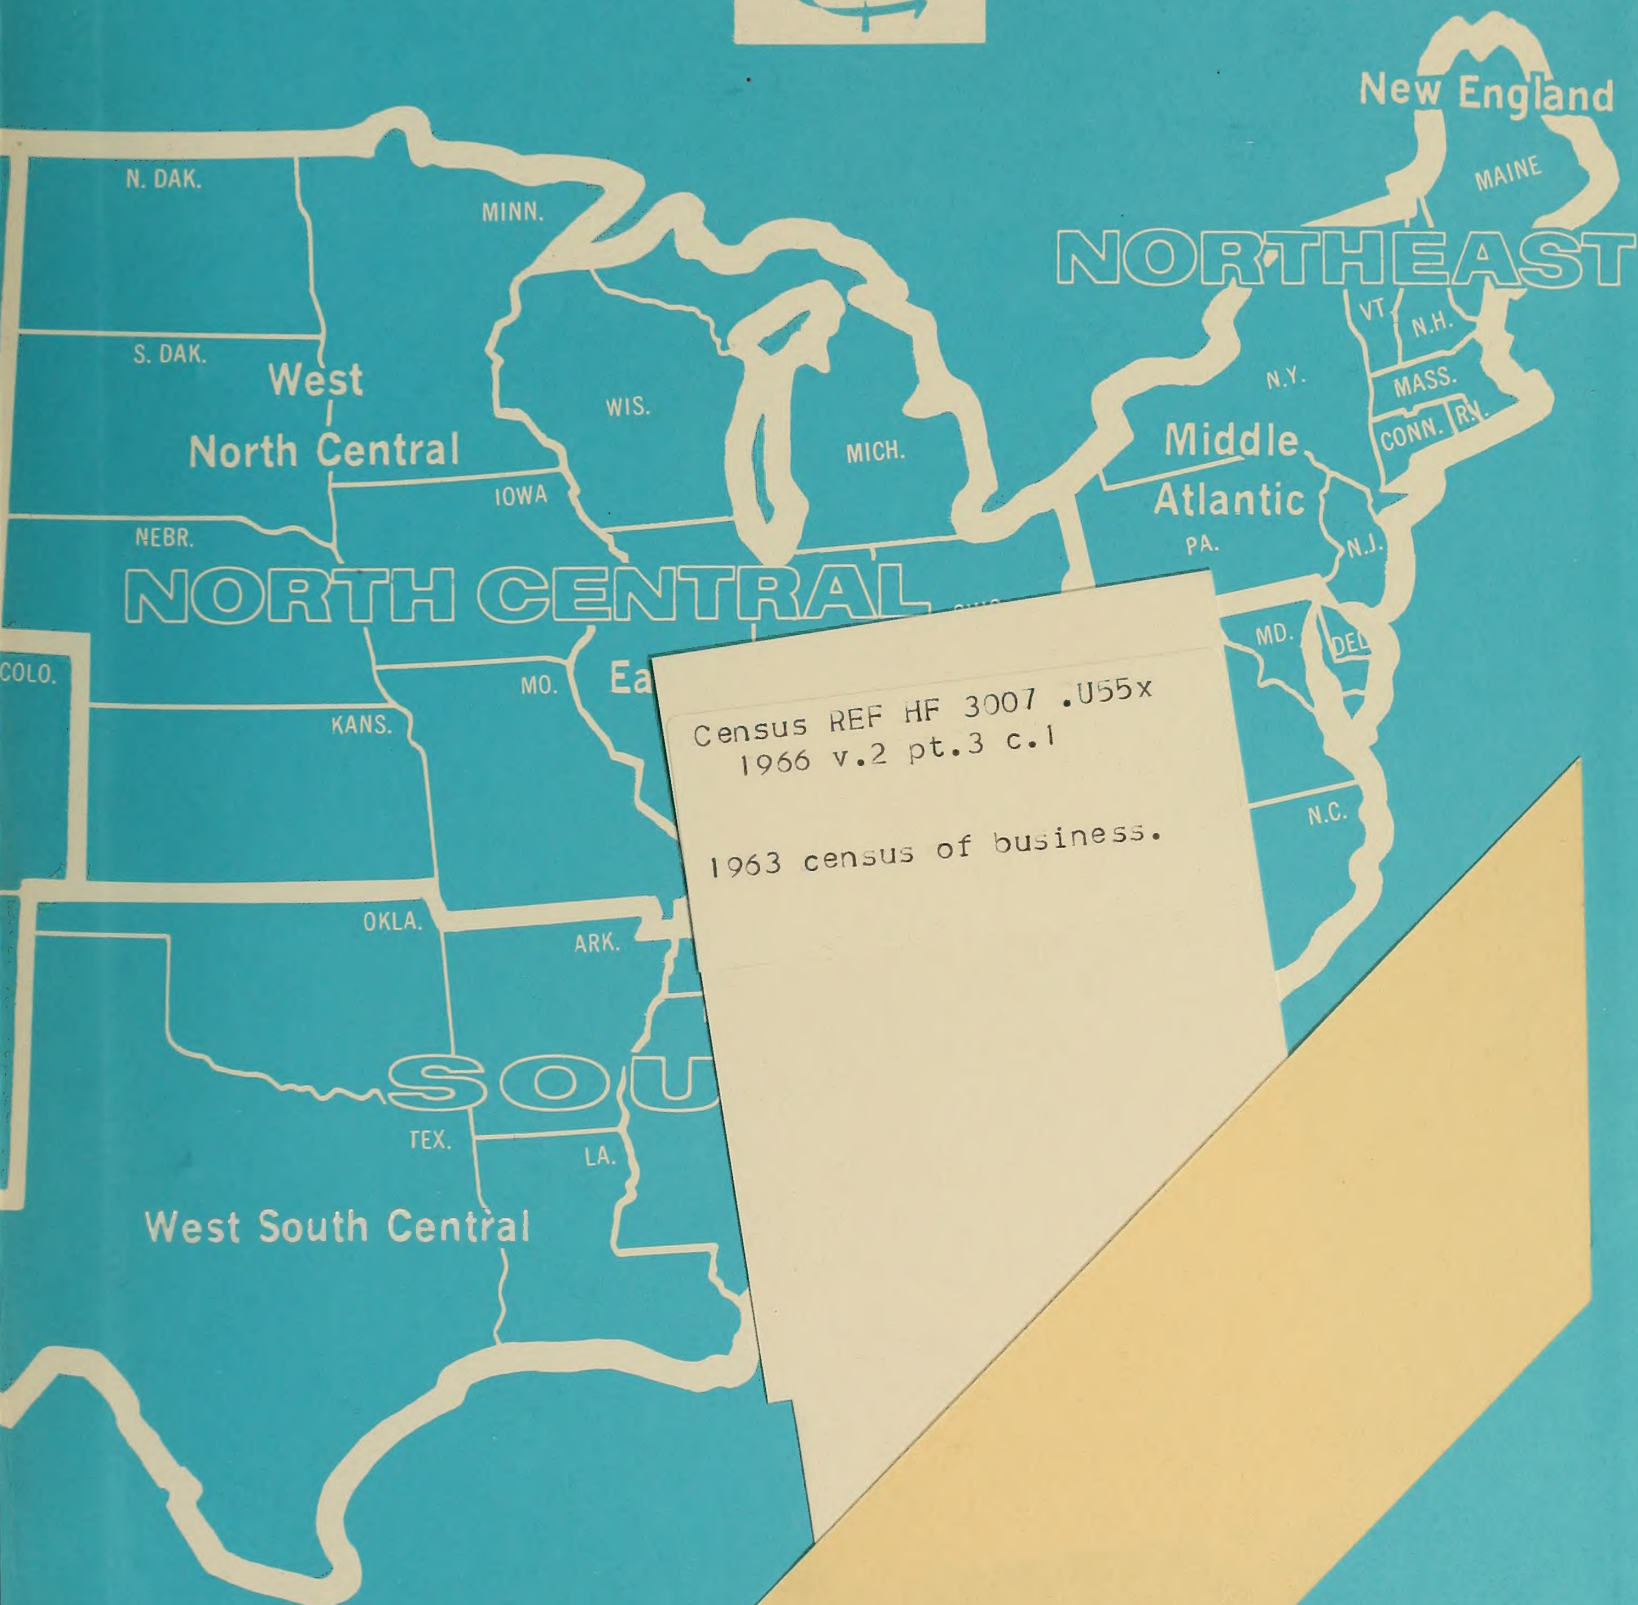 New England
MAINE
N. DAK.
MINN.
NORTHEAST
VT.
N.H.
S. DAK.
West
North Central
WIS.
MICH.
N.Y.
MASS.
CONN.
R.I.
Middle
Atlantic
IOWA
NEBR.
PA.
N.J.
NORTH CENTRAL
MD.
DEL
COLO.
MO.
Ea
KANS.
Census REF HF 3007 .U55x
1966 v.2 pt.3 c.1
1963 census of business.
N.C.
OKLA.
ARK.
SOU
TEX.
LA.
West South Central